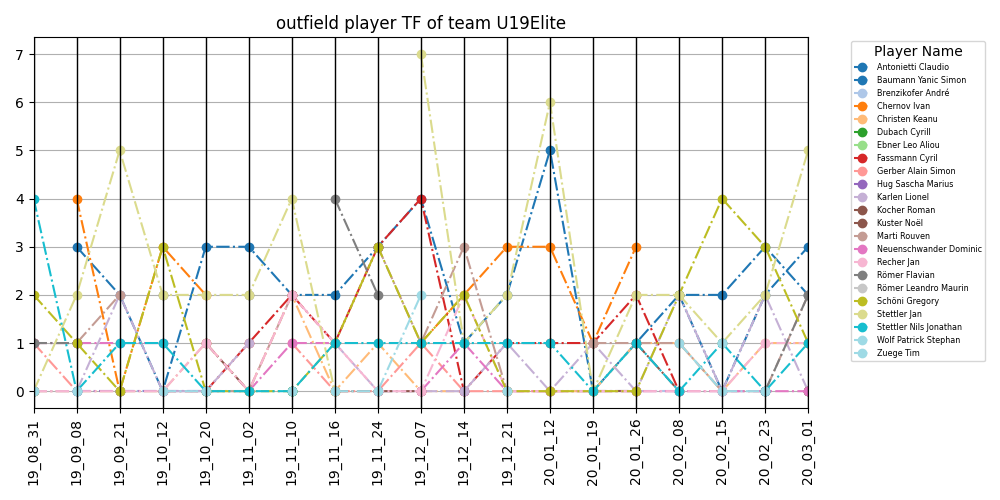 outfield player TF of team U19Elite
7
6
5
4
3
2
1
0
19_08_31
19_09_08
19_09_21
19_10_12
19_10_20
19_11_02
19_11_10
19_11_16
19_11_24
19_12_07
19_12_14
19_12_21
20_01_12
20_01_19
20_01_26
20_02_08
20_02_15
20_02_23
20_03_01
Player Name
Antonietti Claudio
Baumann Yanic Simon
Brenzikofer André
Chernov Ivan
Christen Keanu
Dubach Cyrill
Ebner Leo Aliou
Fassmann Cyril
Gerber Alain Simon
Hug Sascha Marius
Karlen Lionel
Kocher Roman
Kuster Noël
Marti Rouven
Neuenschwander Dominic
Recher Jan
Römer Flavian
Römer Leandro Maurin
Schöni Gregory
Stettler Jan
Stettler Nils Jonathan
Wolf Patrick Stephan
Zuege Tim